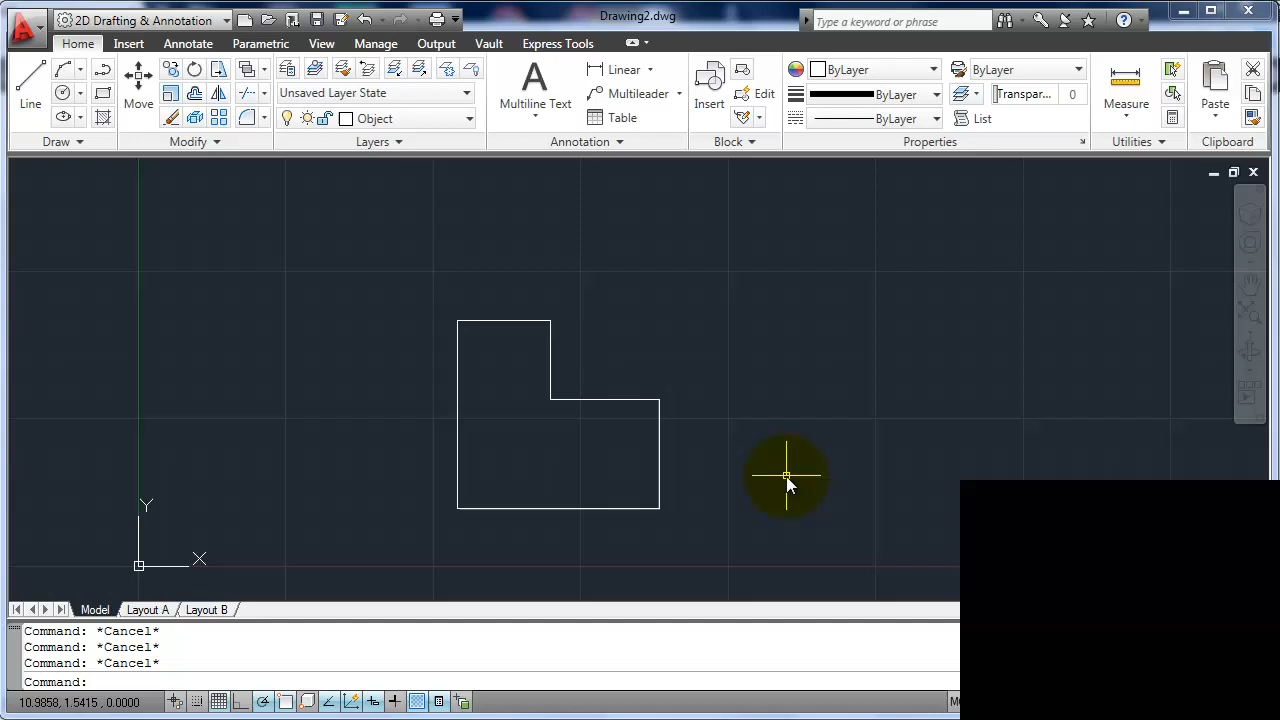 2D Drafting & Annotation
Drawing2.dwg
Type a keyword or phrase
Home Insert Annotate Parametric View Manage Output Vault Express Tools
Line
Move
Unsaved Layer State
Object
Multiline Text
Linear
Multileader
Table
Insert
Edit
ByLayer
ByLayer
ByLayer
ByLayer
Transpar... 0
List
Measure
Paste
Draw Modify Layers Annotation Block Properties Utilities Clipboard
Y
X
Model Layout A Layout B
Command: *Cancel*
Command: *Cancel*
Command: *Cancel*
Command:
10.9858, 1.5415, 0.0000